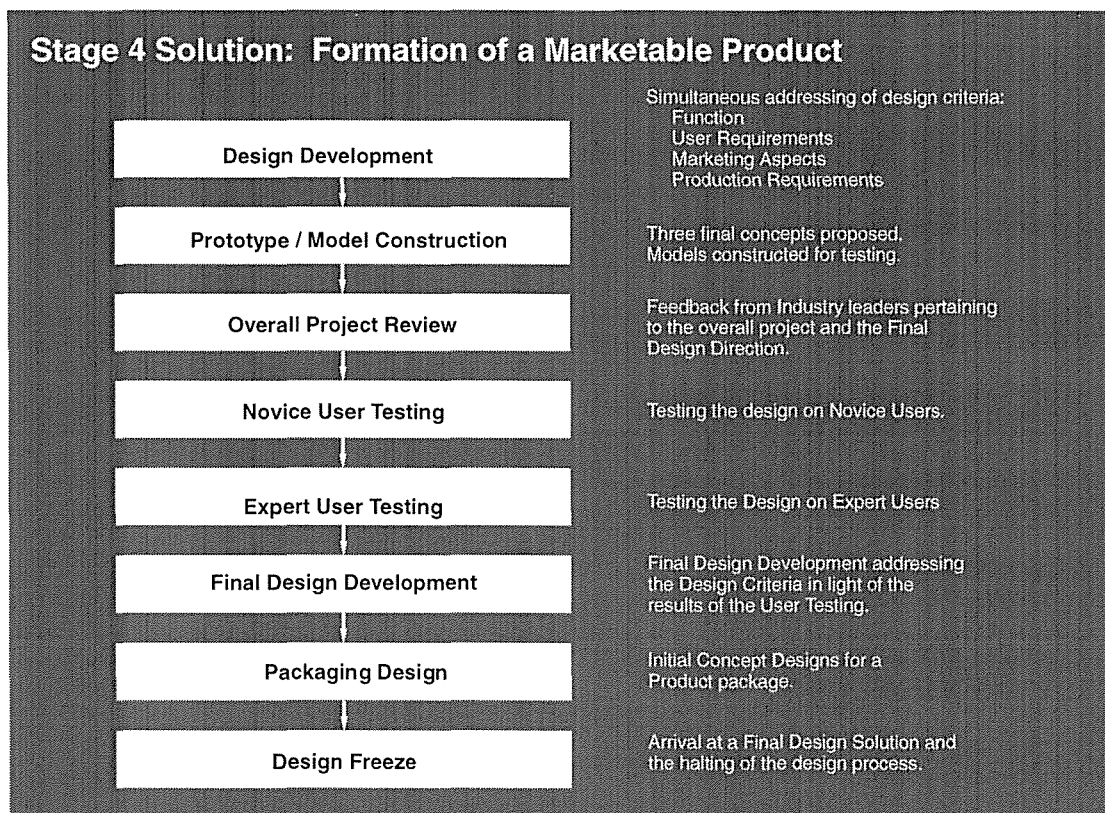 Stage 4 Solution: Formation of a Marketable Product
Design Development
Simultaneous addressing of design criteria:
Function
User Requirements
Marketing Aspects
Production Requirements
Prototype / Model Construction
Three final concepts proposed.
Models constructed for testing.
Overall Project Review
Feedback from Industry leaders pertaining
to the overall project and the Final
Design Direction.
Novice User Testing
Testing the design on Novice Users.
Expert User Testing
Testing the Design on Expert Users
Final Design Development
Final Design Development addressing
the Design Criteria in light of the
results of the User Testing.
Packaging Design
Initial Concept Designs for a
Product package.
Design Freeze
Arrival at a Final Design Solution and
the halting of the design process.